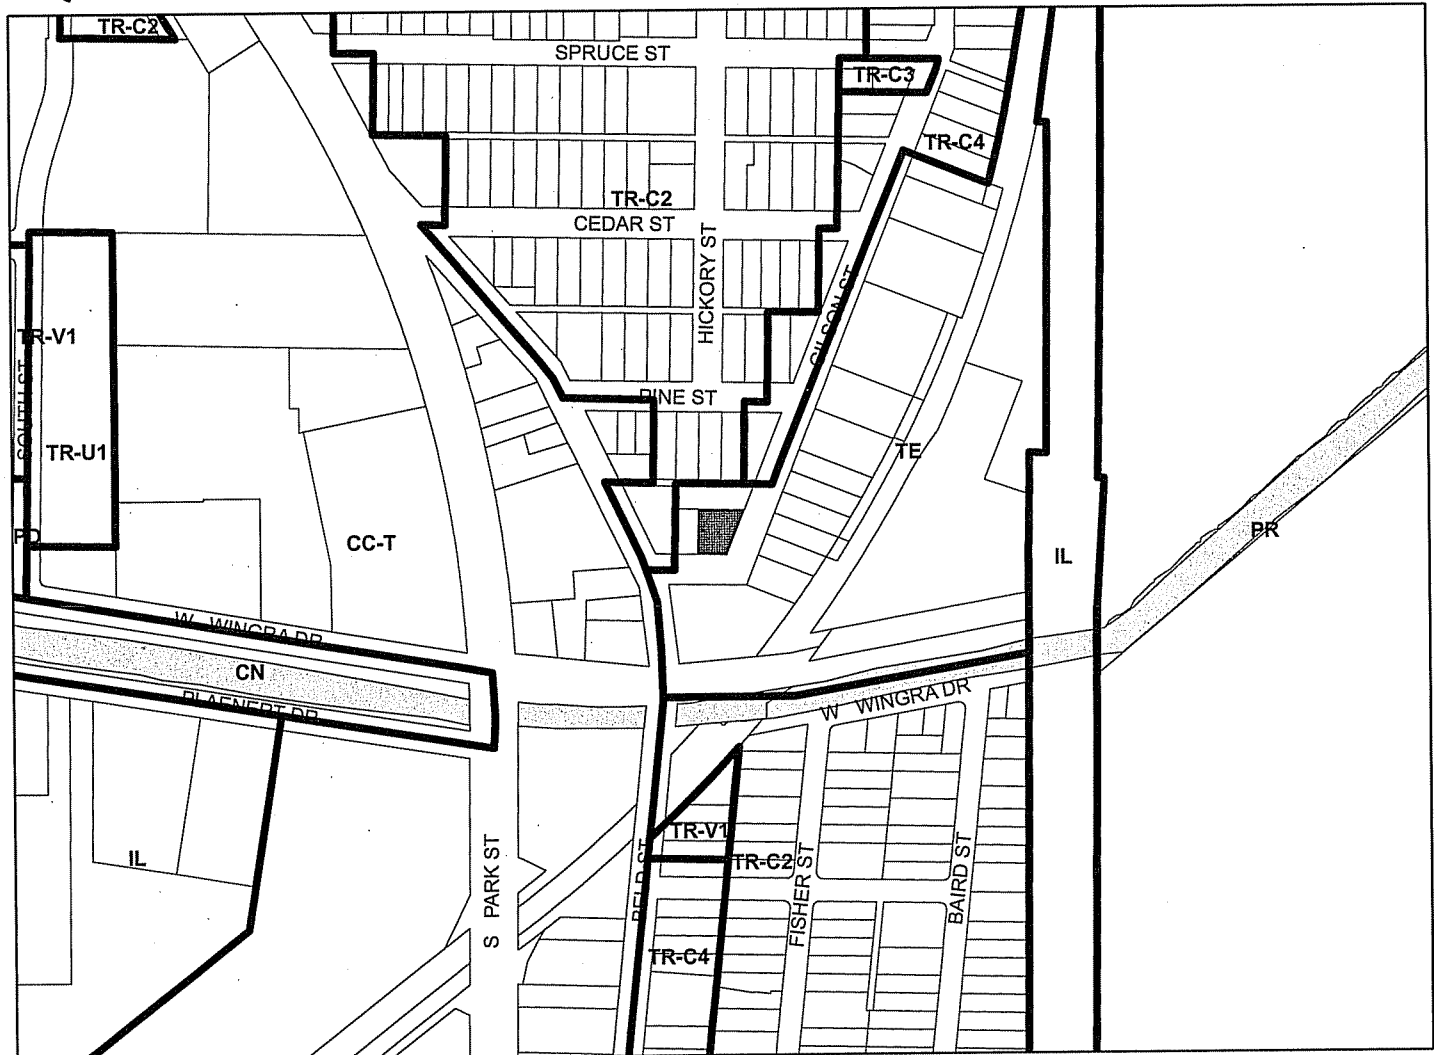 TR-C2
SPRUCE ST
TR-C3
TR-C4
TR-C2
CEDAR ST
HICKORY ST
GILSON ST
TR-V1
SOUTH ST
PINE ST
TR-U1
TE
PD
CC-T
IL
PR
W WINGRA DR
CN
PLAENERT DR
W WINGRA DR
TR-V1
TR-C2
IL
S PARK ST
BELD ST
FISHER ST
BAIRD ST
TR-C4